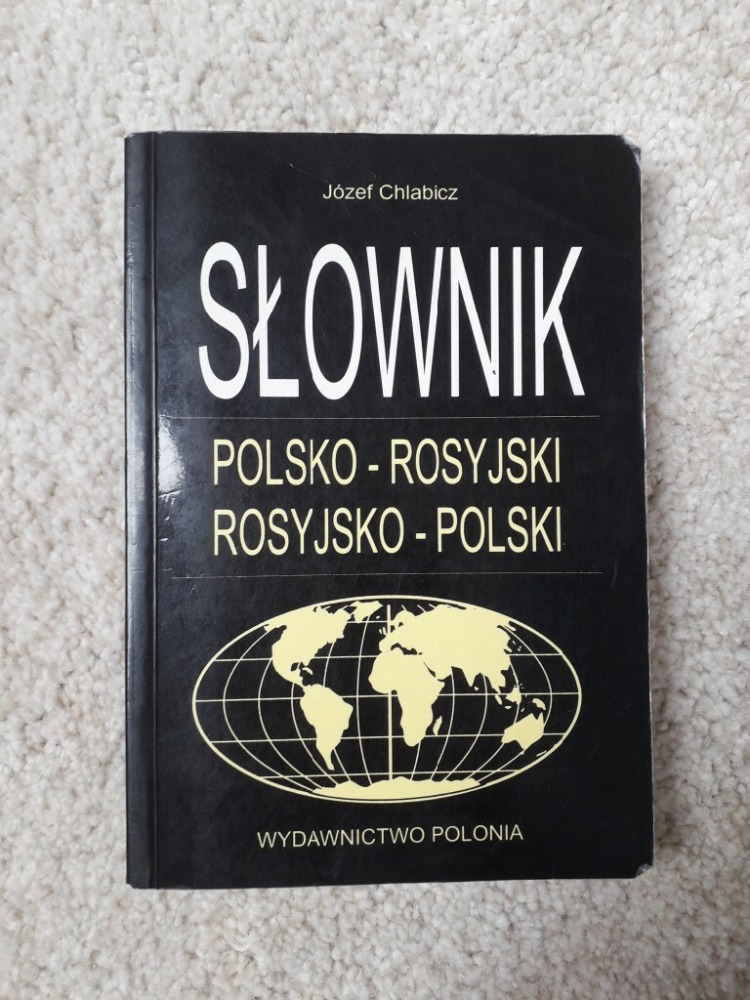 Józef Chlabicz
SŁOWNIK
POLSKO - ROSYJSKI
ROSYJSKO - POLSKI
WYDAWNICTWO POLONIA